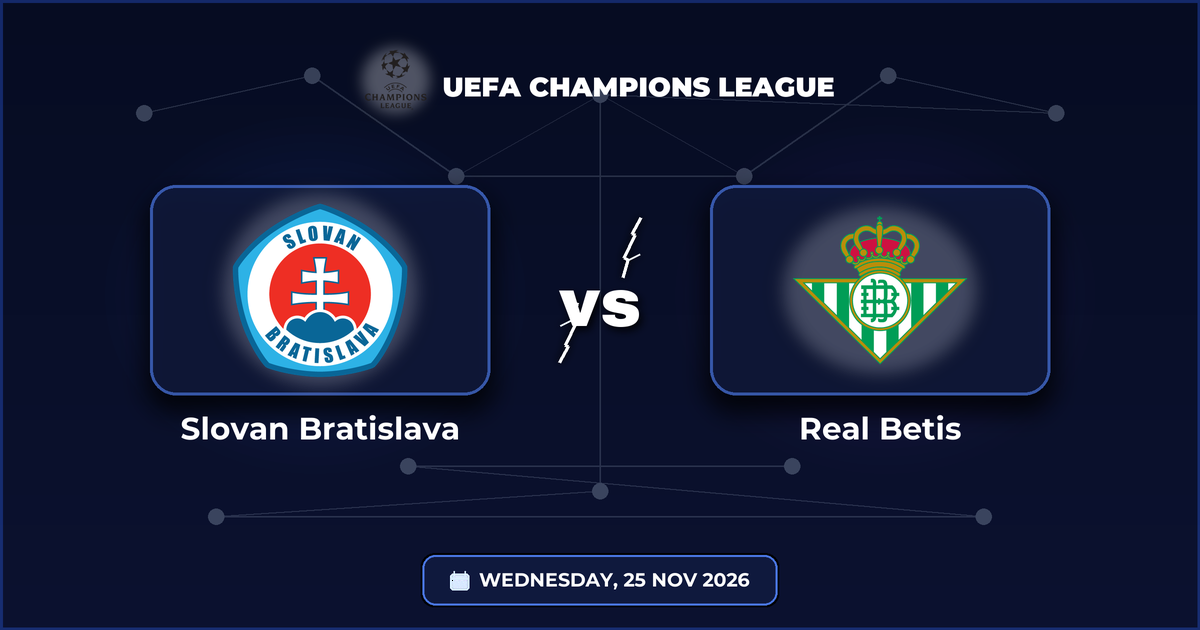 CHAMPIONS
LEAGUE
UEFA CHAMPIONS LEAGUE
SLOVAN
BRATISLAVA
VS
Slovan Bratislava
Real Betis
WEDNESDAY, 25 NOV 2026